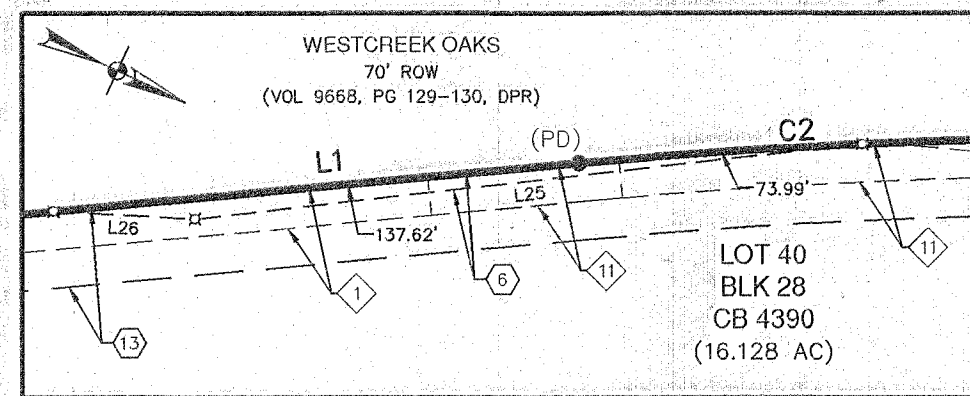 WESTCREEK OAKS
70' ROW
(VOL 9668, PG 129-130, DPR)
(PD)
C2
L1
L25
73.99'
L26
137.62'
11
11
6
1
13
LOT 40
BLK 28
CB 4390
(16.128 AC)